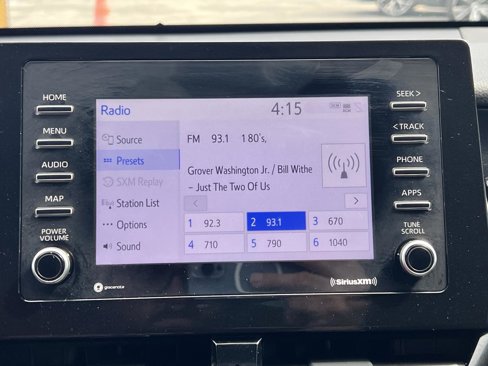 HOME
MENU
AUDIO
MAP
POWER
VOLUME
Radio 4:15
Source
Presets
SXM Replay
Station List
Options
Sound
FM 93.1 180's,
Grover Washington Jr. / Bill Withe
– Just The Two Of Us
1 92.3 2 93.1 3 670
4 710 5 790 6 1040
SEEK >
< TRACK
PHONE
APPS
TUNE
SCROLL
gracenote
SiriusXM